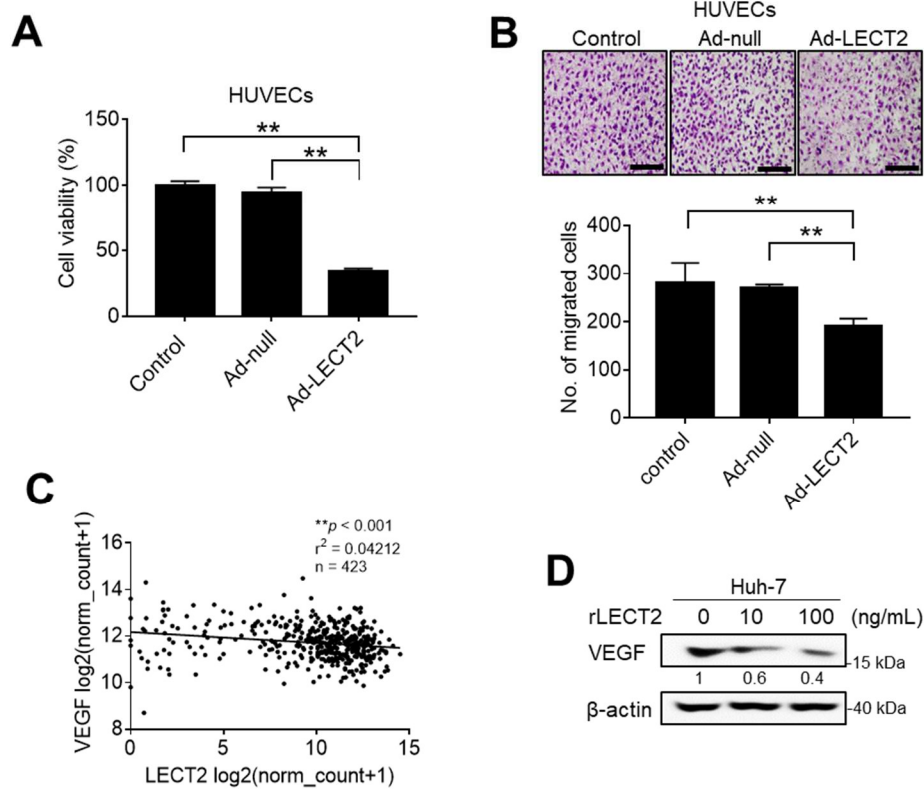 A
HUVECs
Cell viability (%)
150
100
50
0
**
**
Control
Ad-null
Ad-LECT2
B
HUVECs
Control
Ad-null
Ad-LECT2
No. of migrated cells
400
300
200
100
0
**
**
control
Ad-null
Ad-LECT2
C
VEGF log2(norm_count+1)
16
14
12
10
8
**p < 0.001
r² = 0.04212
n = 423
0
5
10
15
LECT2 log2(norm_count+1)
D
Huh-7
rLECT2 0 10 100 (ng/mL)
VEGF
-15 kDa
1 0.6 0.4
β-actin
-40 kDa